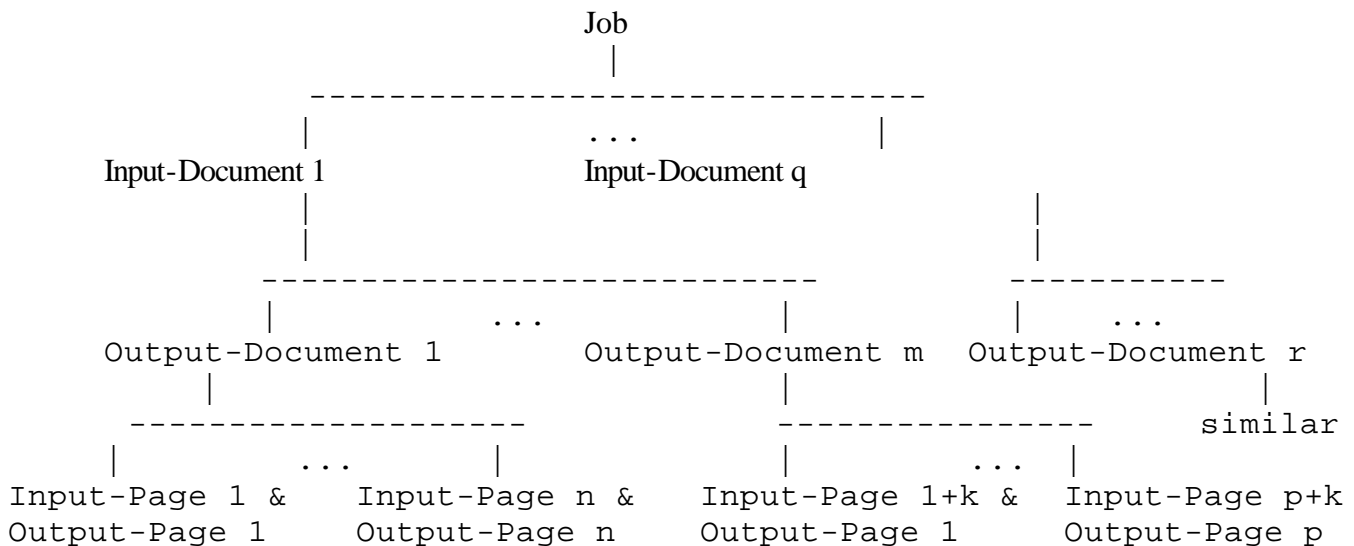 Job
|
-------------------------------
| ... |
Input-Document 1 Input-Document q
| |
| |
---------------------------- -----------
| ... | | ...
Output-Document 1 Output-Document m Output-Document r
| | |
-------------------- ---------------- similar
| ... | | ... |
Input-Page 1 & Input-Page n & Input-Page 1+k & Input-Page p+k
Output-Page 1 Output-Page n Output-Page 1 Output-Page p